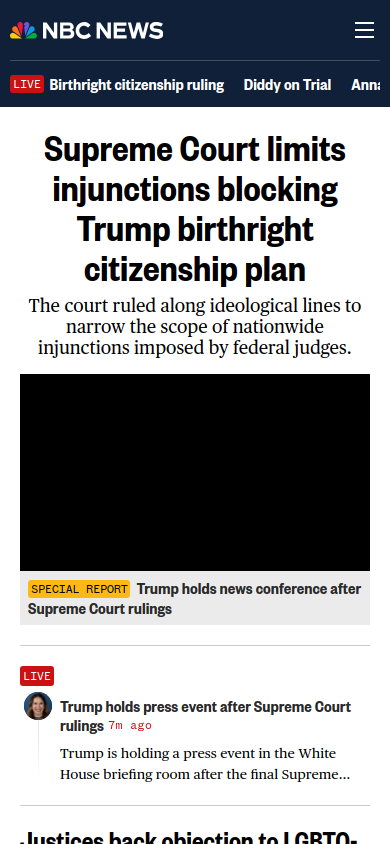 NBC NEWS
LIVE Birthright citizenship ruling Diddy on Trial Anna
Supreme Court limits
injunctions blocking
Trump birthright
citizenship plan
The court ruled along ideological lines to
narrow the scope of nationwide
injunctions imposed by federal judges.
SPECIAL REPORT Trump holds news conference after
Supreme Court rulings
LIVE
Trump holds press event after Supreme Court
rulings 7m ago
Trump is holding a press event in the White
House briefing room after the final Supreme...
Justices back objection to LGBTQ-